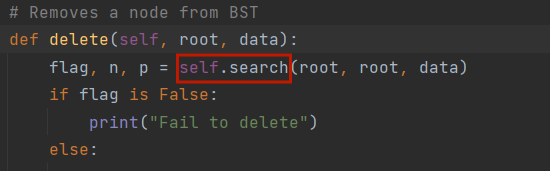 # Removes a node from BST
def delete(self, root, data):
flag, n, p = self.search(root, root, data)
if flag is False:
print("Fail to delete")
else: